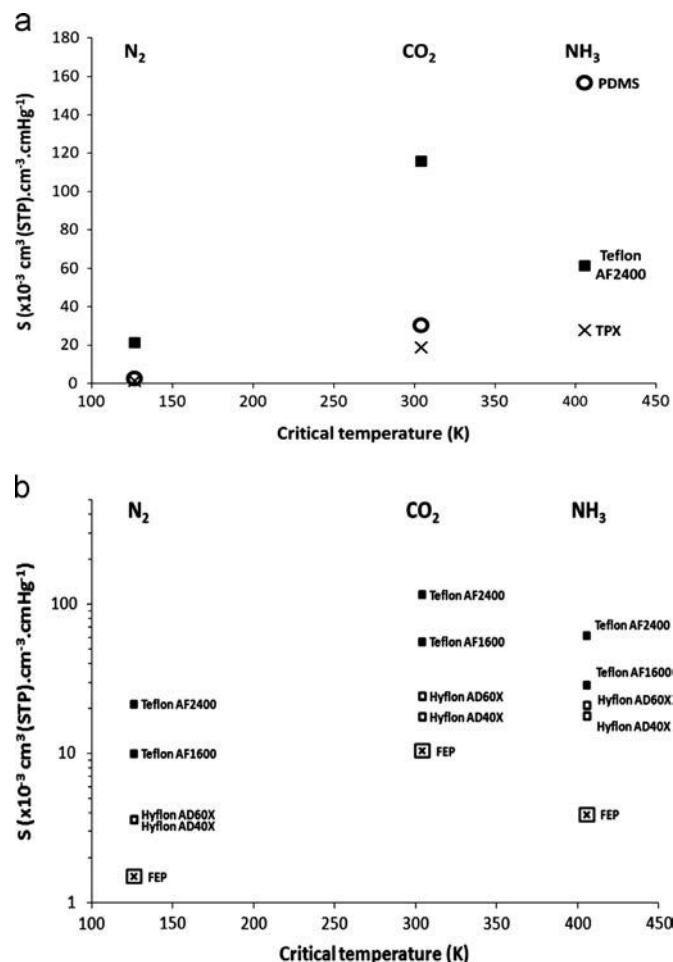 a
S (x10⁻³ cm³ (STP).cm⁻³.cmHg⁻¹)
180
160
140
120
100
80
60
40
20
0
N₂
CO₂
NH₃
PDMS
Teflon
AF2400
TPX
100
150
200
250
300
350
400
450
Critical temperature (K)
b
S (x10⁻³ cm³ (STP).cm⁻³.cmHg⁻¹)
100
10
1
N₂
CO₂
NH₃
Teflon AF2400
Teflon AF1600
Hyflon AD60X
Hyflon AD40X
FEP
Teflon AF2400
Teflon AF1600
Hyflon AD60X
Hyflon AD40X
FEP
Teflon AF2400
Teflon AF1600
Hyflon AD60X
Hyflon AD40X
FEP
100
150
200
250
300
350
400
450
Critical temperature (K)